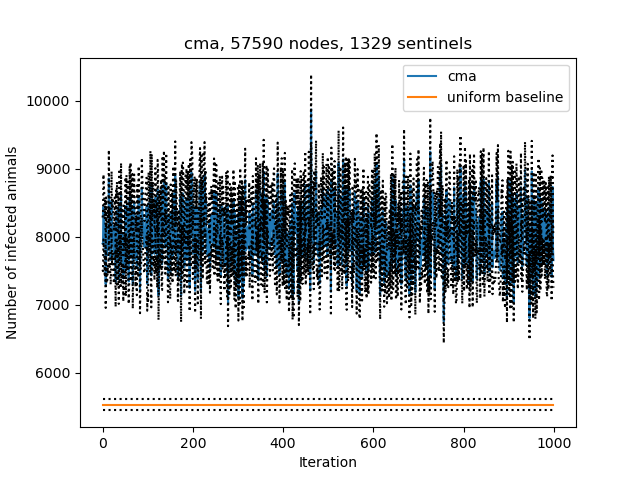 cma, 57590 nodes, 1329 sentinels
cma
uniform baseline
Number of infected animals
10000
9000
8000
7000
6000
0 200 400 600 800 1000
Iteration